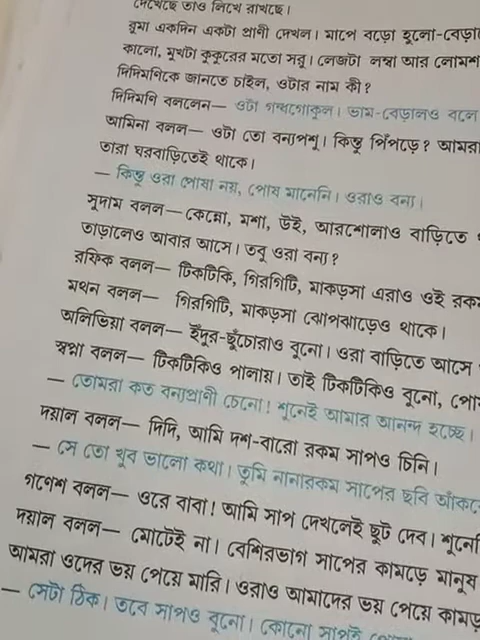 দেখেছে তাও লিখে রাখছে।
রুমা একদিন একটা প্রাণী দেখল। মাপে বড়ো হুলো-বেড়া
কালো, মুখটা কুকুরের মতো সরু। লেজটা লম্বা আর লোমশ
দিদিমণিকে জানতে চাইল, ওটার নাম কী?
দিদিমণি বললেন— ওটা গন্ধগোকুল। ভাম-বেড়ালও বলে
আমিনা বলল— ওটা তো বন্যপশু। কিন্তু পিঁপড়ে? আমরা
তারা ঘরবাড়িতেই থাকে।
— কিন্তু ওরা পোষা নয়, পোষ মানেনি। ওরাও বন্য।
সুদাম বলল— কেন্নো, মশা, উই, আরশোলাও বাড়িতে
তাড়ালেও আবার আসে। তবু ওরা বন্য?
রফিক বলল— টিকটিকি, গিরগিটি, মাকড়সা এরাও ওই রকম
মথন বলল— গিরগিটি, মাকড়সা ঝোপঝাড়েও থাকে।
অলিভিয়া বলল— ইঁদুর-ছুঁচোরাও বুনো। ওরা বাড়িতে আসে
স্বপ্না বলল— টিকটিকিও পালায়। তাই টিকটিকিও বুনো, পো
— তোমরা কত বন্যপ্রাণী চেনো! শুনেই আমার আনন্দ হচ্ছে।
দয়াল বলল— দিদি, আমি দশ-বারো রকম সাপও চিনি।
— সে তো খুব ভালো কথা। তুমি নানারকম সাপের ছবি আঁক
গণেশ বলল— ওরে বাবা! আমি সাপ দেখলেই ছুট দেব। শুনে
দয়াল বলল— মোটেই না। বেশিরভাগ সাপের কামড়ে মানুষ
আমরা ওদের ভয় পেয়ে মারি। ওরাও আমাদের ভয় পেয়ে কামড়
— সেটা ঠিক। তবে সাপও বুনো। কোনো সাপই